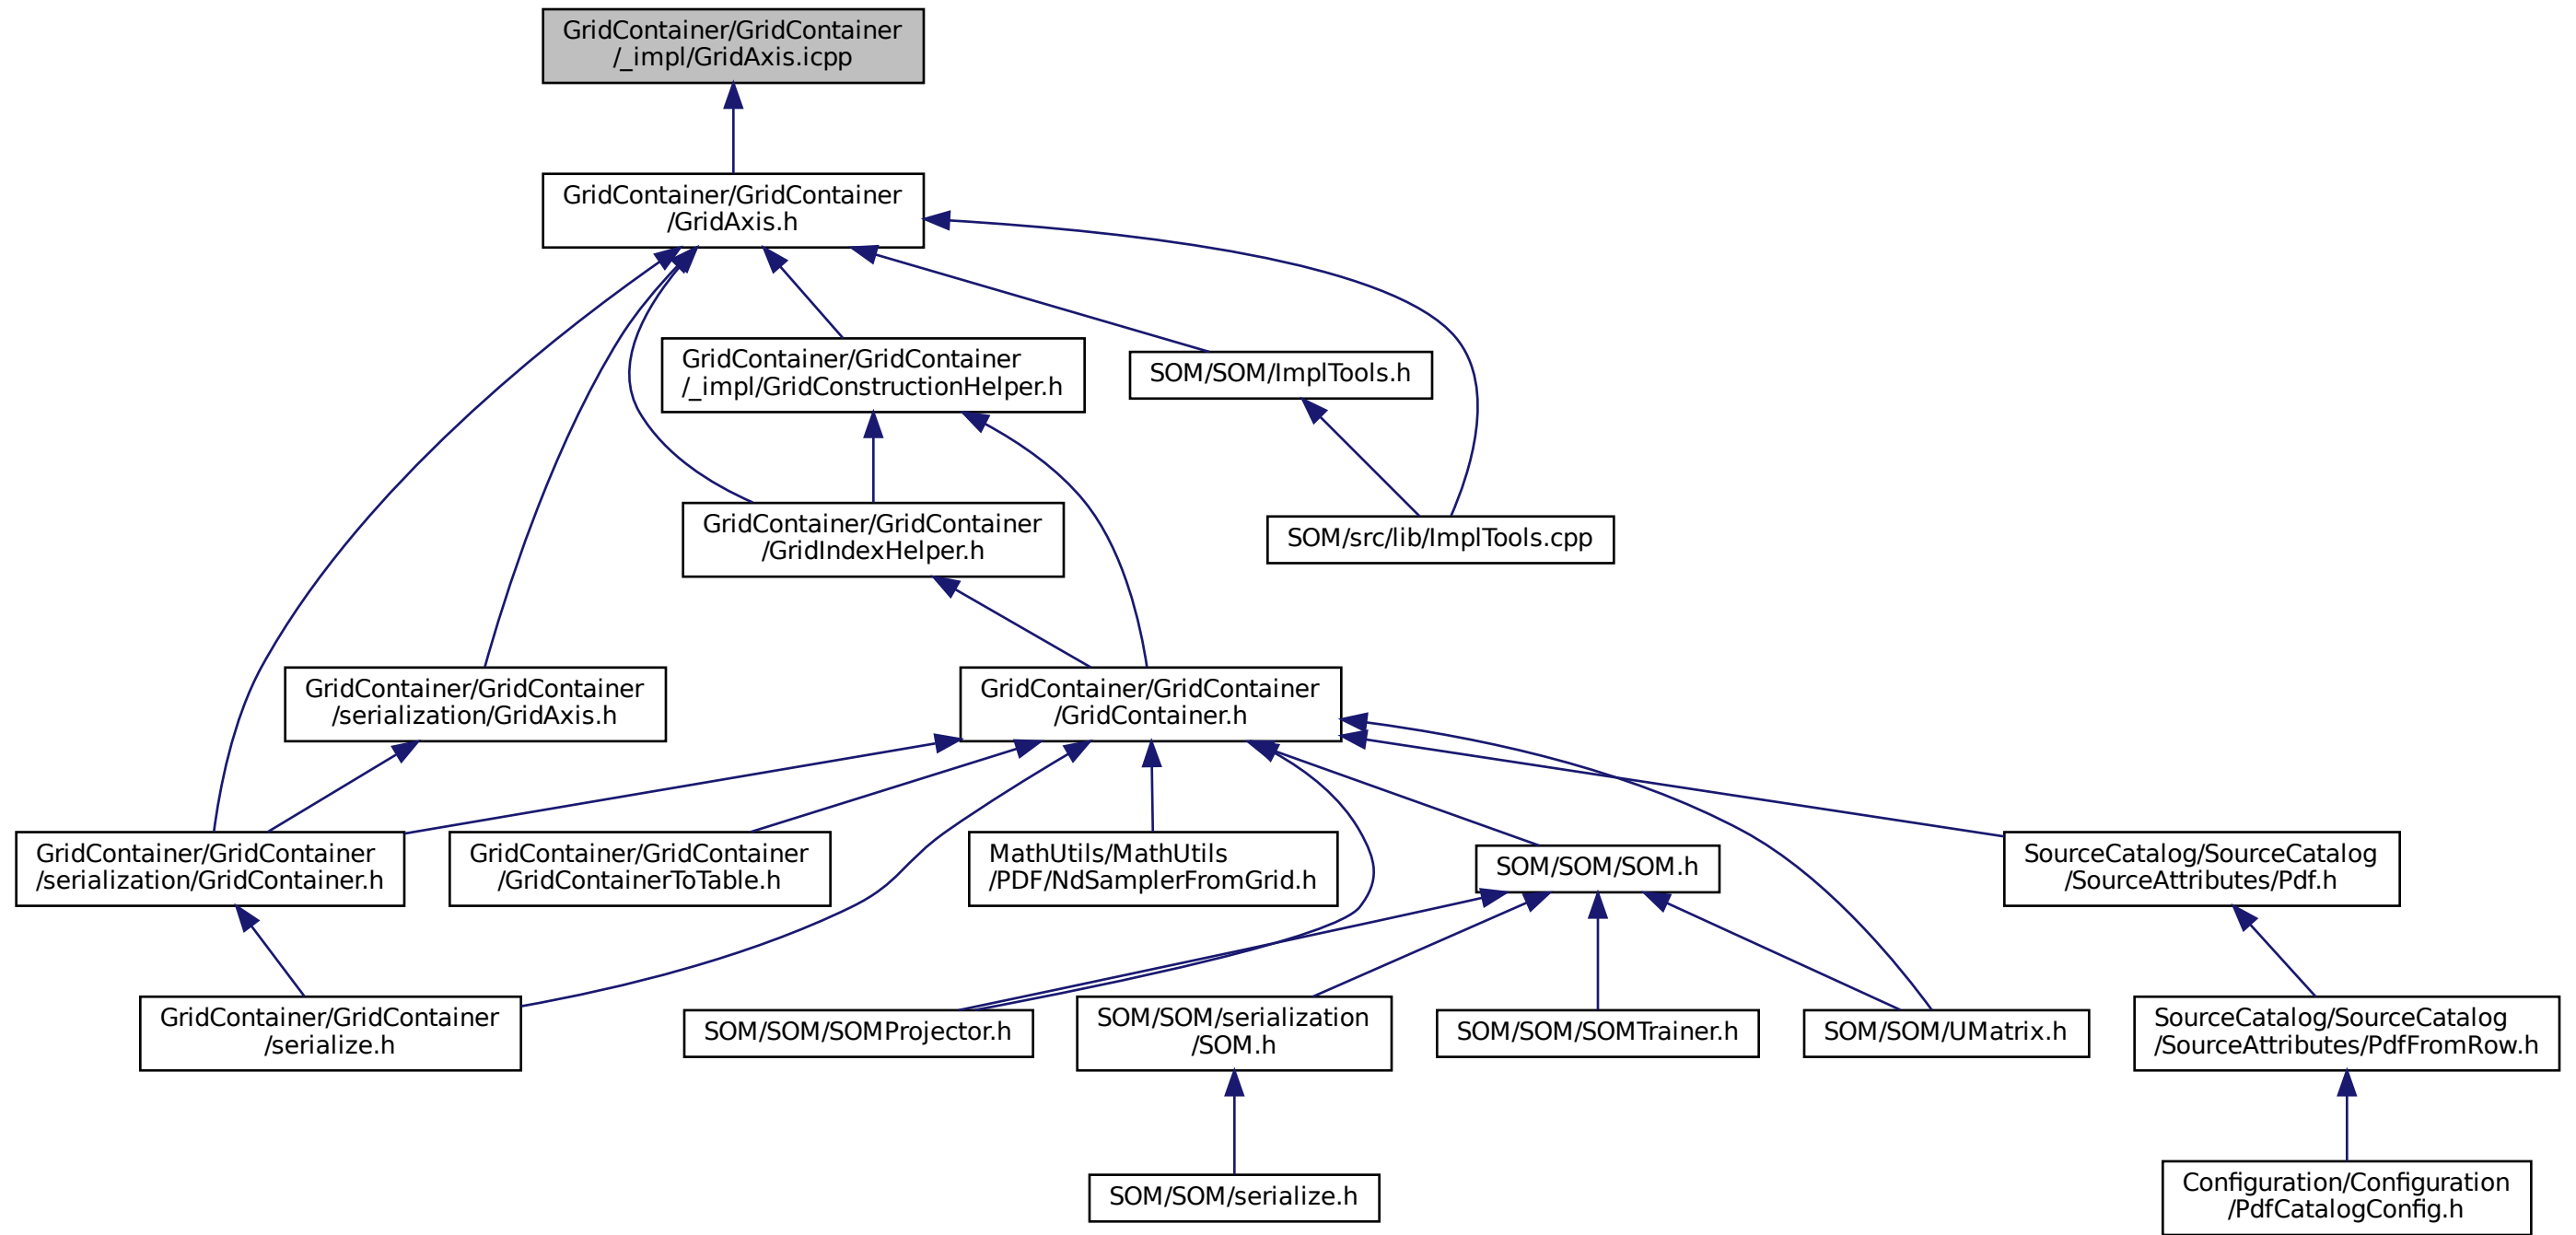 GridContainer/GridContainer
/_impl/GridAxis.icpp
GridContainer/GridContainer
/GridAxis.h
GridContainer/GridContainer
/_impl/GridConstructionHelper.h
SOM/SOM/ImplTools.h
GridContainer/GridContainer
/GridIndexHelper.h
SOM/src/lib/ImplTools.cpp
GridContainer/GridContainer
/serialization/GridAxis.h
GridContainer/GridContainer
/GridContainer.h
GridContainer/GridContainer
/serialization/GridContainer.h
GridContainer/GridContainer
/GridContainerToTable.h
MathUtils/MathUtils
/PDF/NdSamplerFromGrid.h
SOM/SOM/SOM.h
SourceCatalog/SourceCatalog
/SourceAttributes/Pdf.h
GridContainer/GridContainer
/serialize.h
SOM/SOM/SOMProjector.h
SOM/SOM/serialization
/SOM.h
SOM/SOM/SOMTrainer.h
SOM/SOM/UMatrix.h
SourceCatalog/SourceCatalog
/SourceAttributes/PdfFromRow.h
SOM/SOM/serialize.h
Configuration/Configuration
/PdfCatalogConfig.h